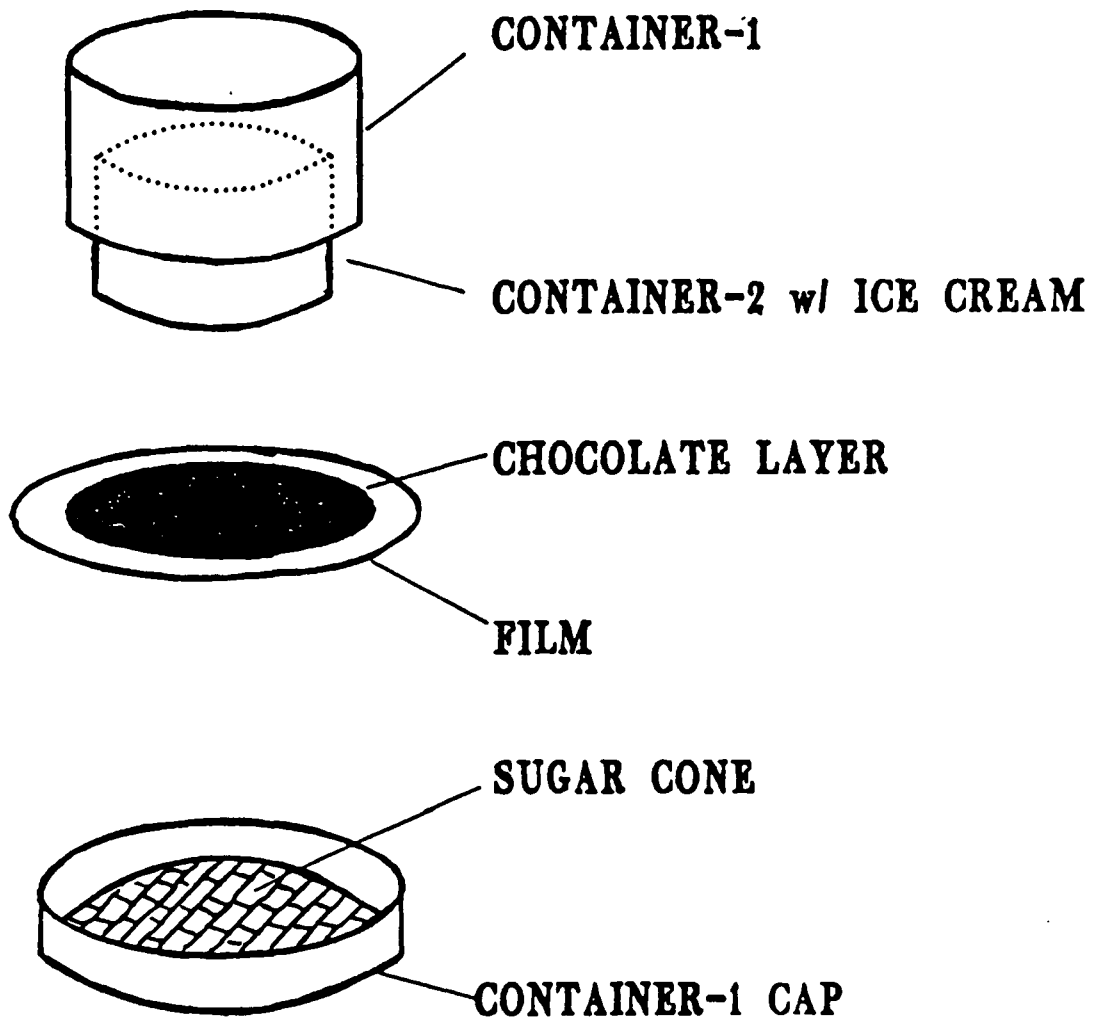 CONTAINER-1
CONTAINER-2 w/ ICE CREAM
CHOCOLATE LAYER
FILM
SUGAR CONE
CONTAINER-1 CAP